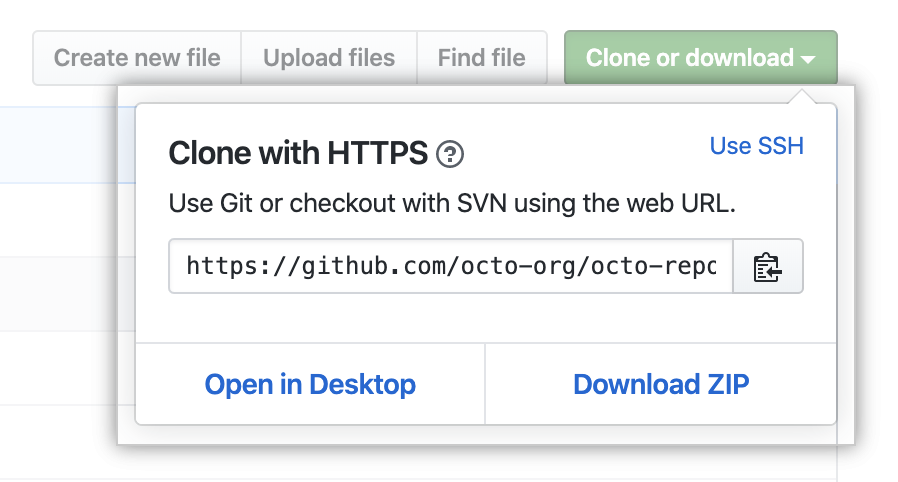 Create new file
Upload files
Find file
Clone or download
Clone with HTTPS
Use SSH
Use Git or checkout with SVN using the web URL.
https://github.com/octo-org/octo-repo
Open in Desktop
Download ZIP